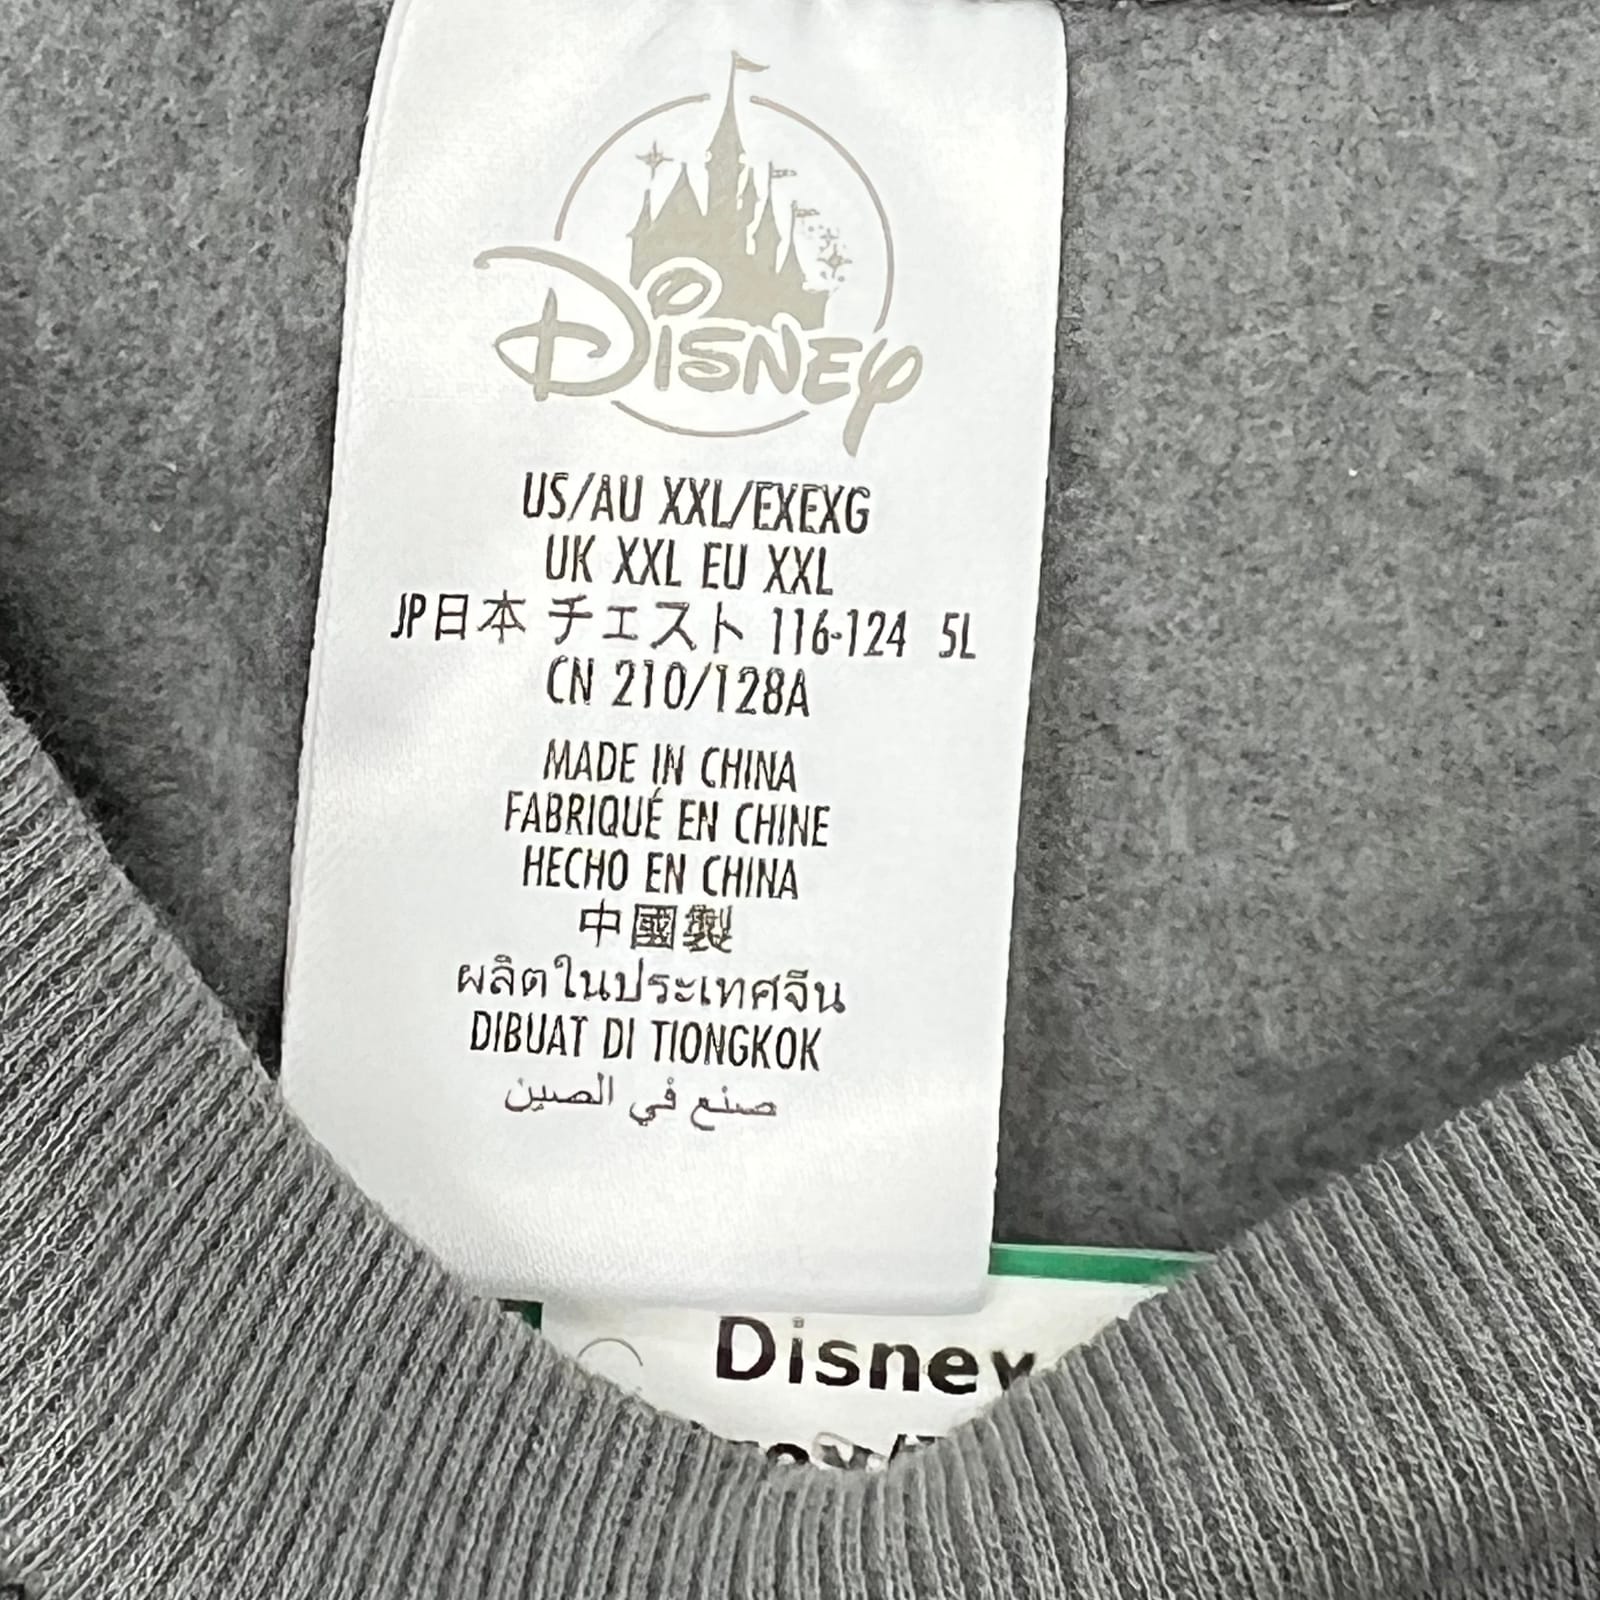 Disney
US/AU XXL/EXEXG
UK XXL EU XXL
JP日本 チェスト 116-124 5L
CN 210/128A
MADE IN CHINA
FABRIQUÉ EN CHINE
HECHO EN CHINA
中國製
ผลิตในประเทศจีน
DIBUAT DI TIONGKOK
صنع في الصين
Disney